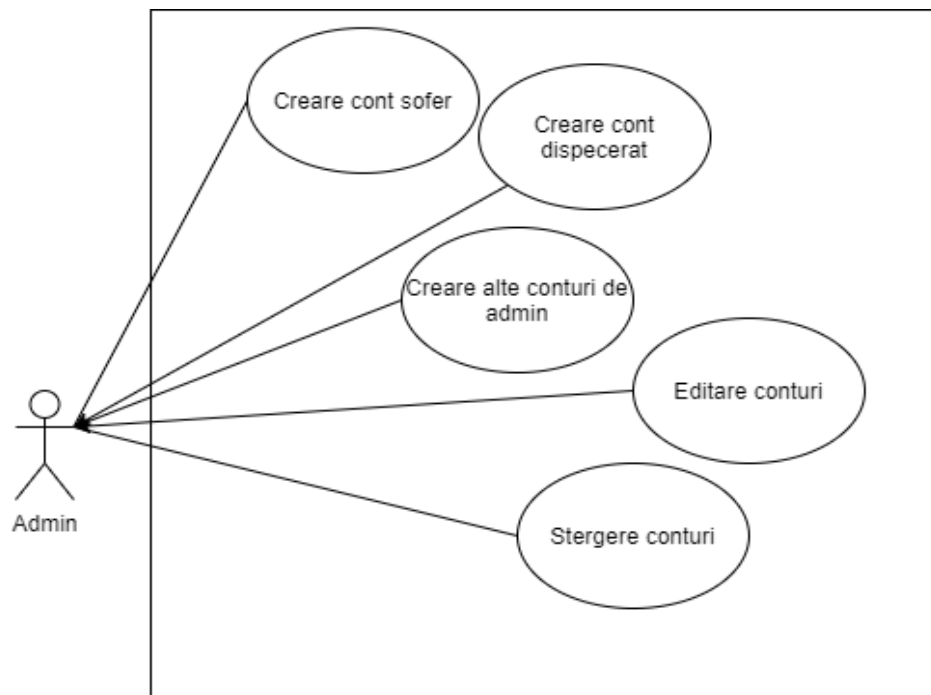 Creare cont sofer
Creare cont
dispecerat
Creare alte conturi de
admin
Editare conturi
Stergere conturi
Admin